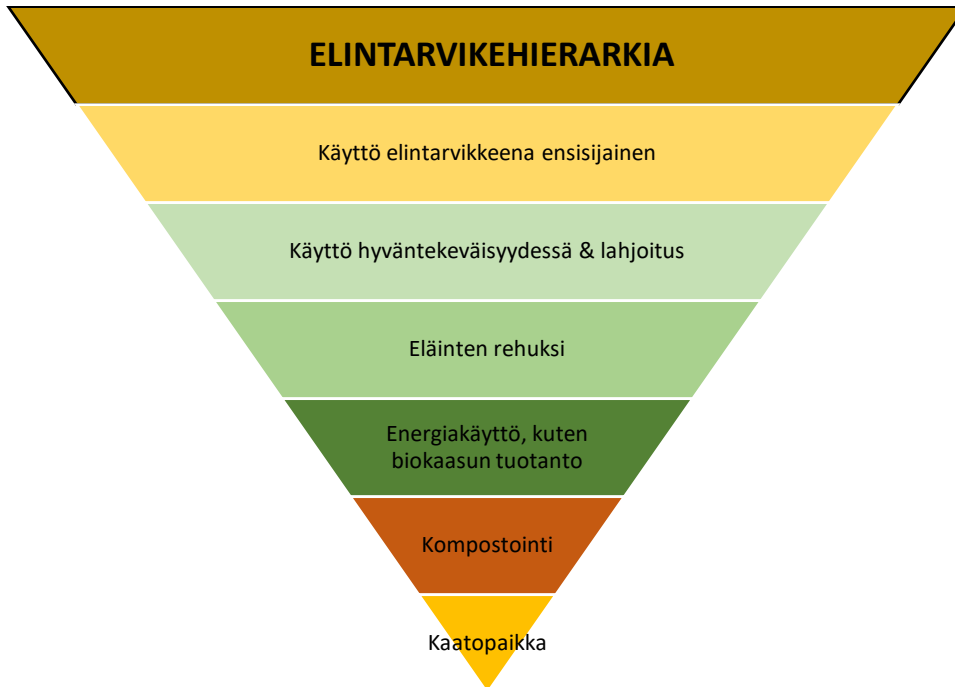 ELINTARVIKEHIERARKIA
Käyttö elintarvikkeena ensisijainen
Käyttö hyväntekeväisyydessä & lahjoitus
Eläinten rehuksi
Energiakäyttö, kuten
biokaasun tuotanto
Kompostointi
Kaatopaikka